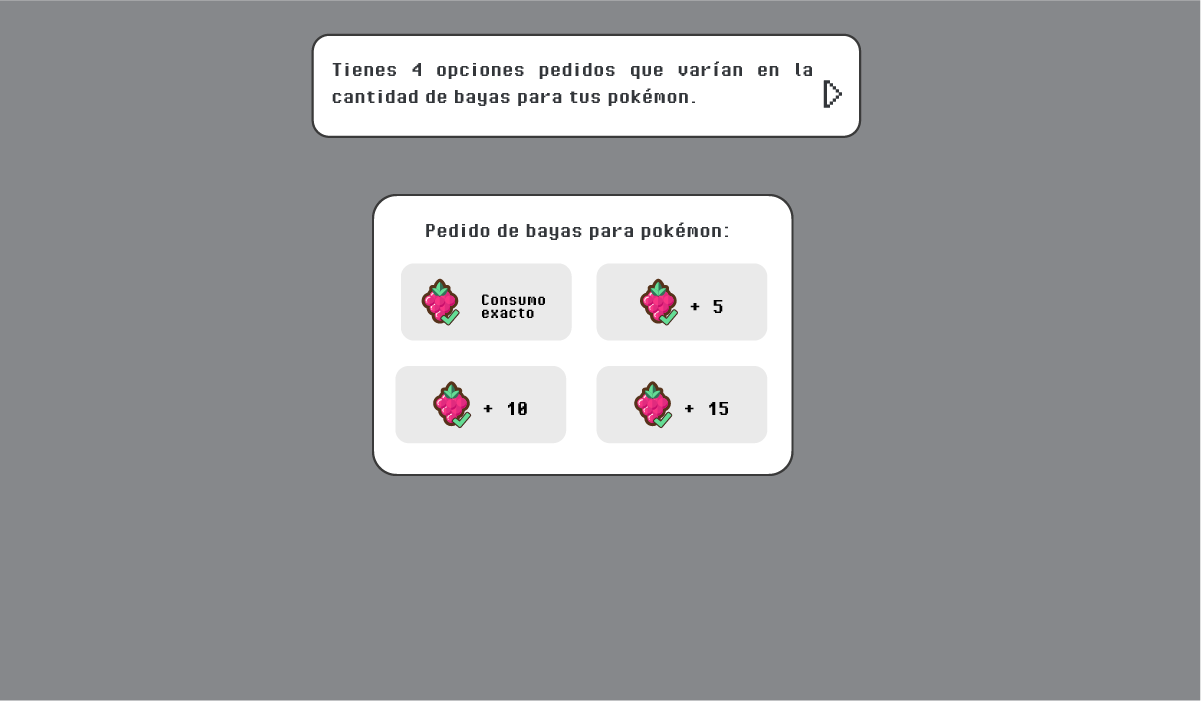 Tienes 4 opciones pedidos que varían en la
cantidad de bayas para tus pokémon.
Pedido de bayas para pokémon:
Consumo
exacto
+ 5
+ 10
+ 15